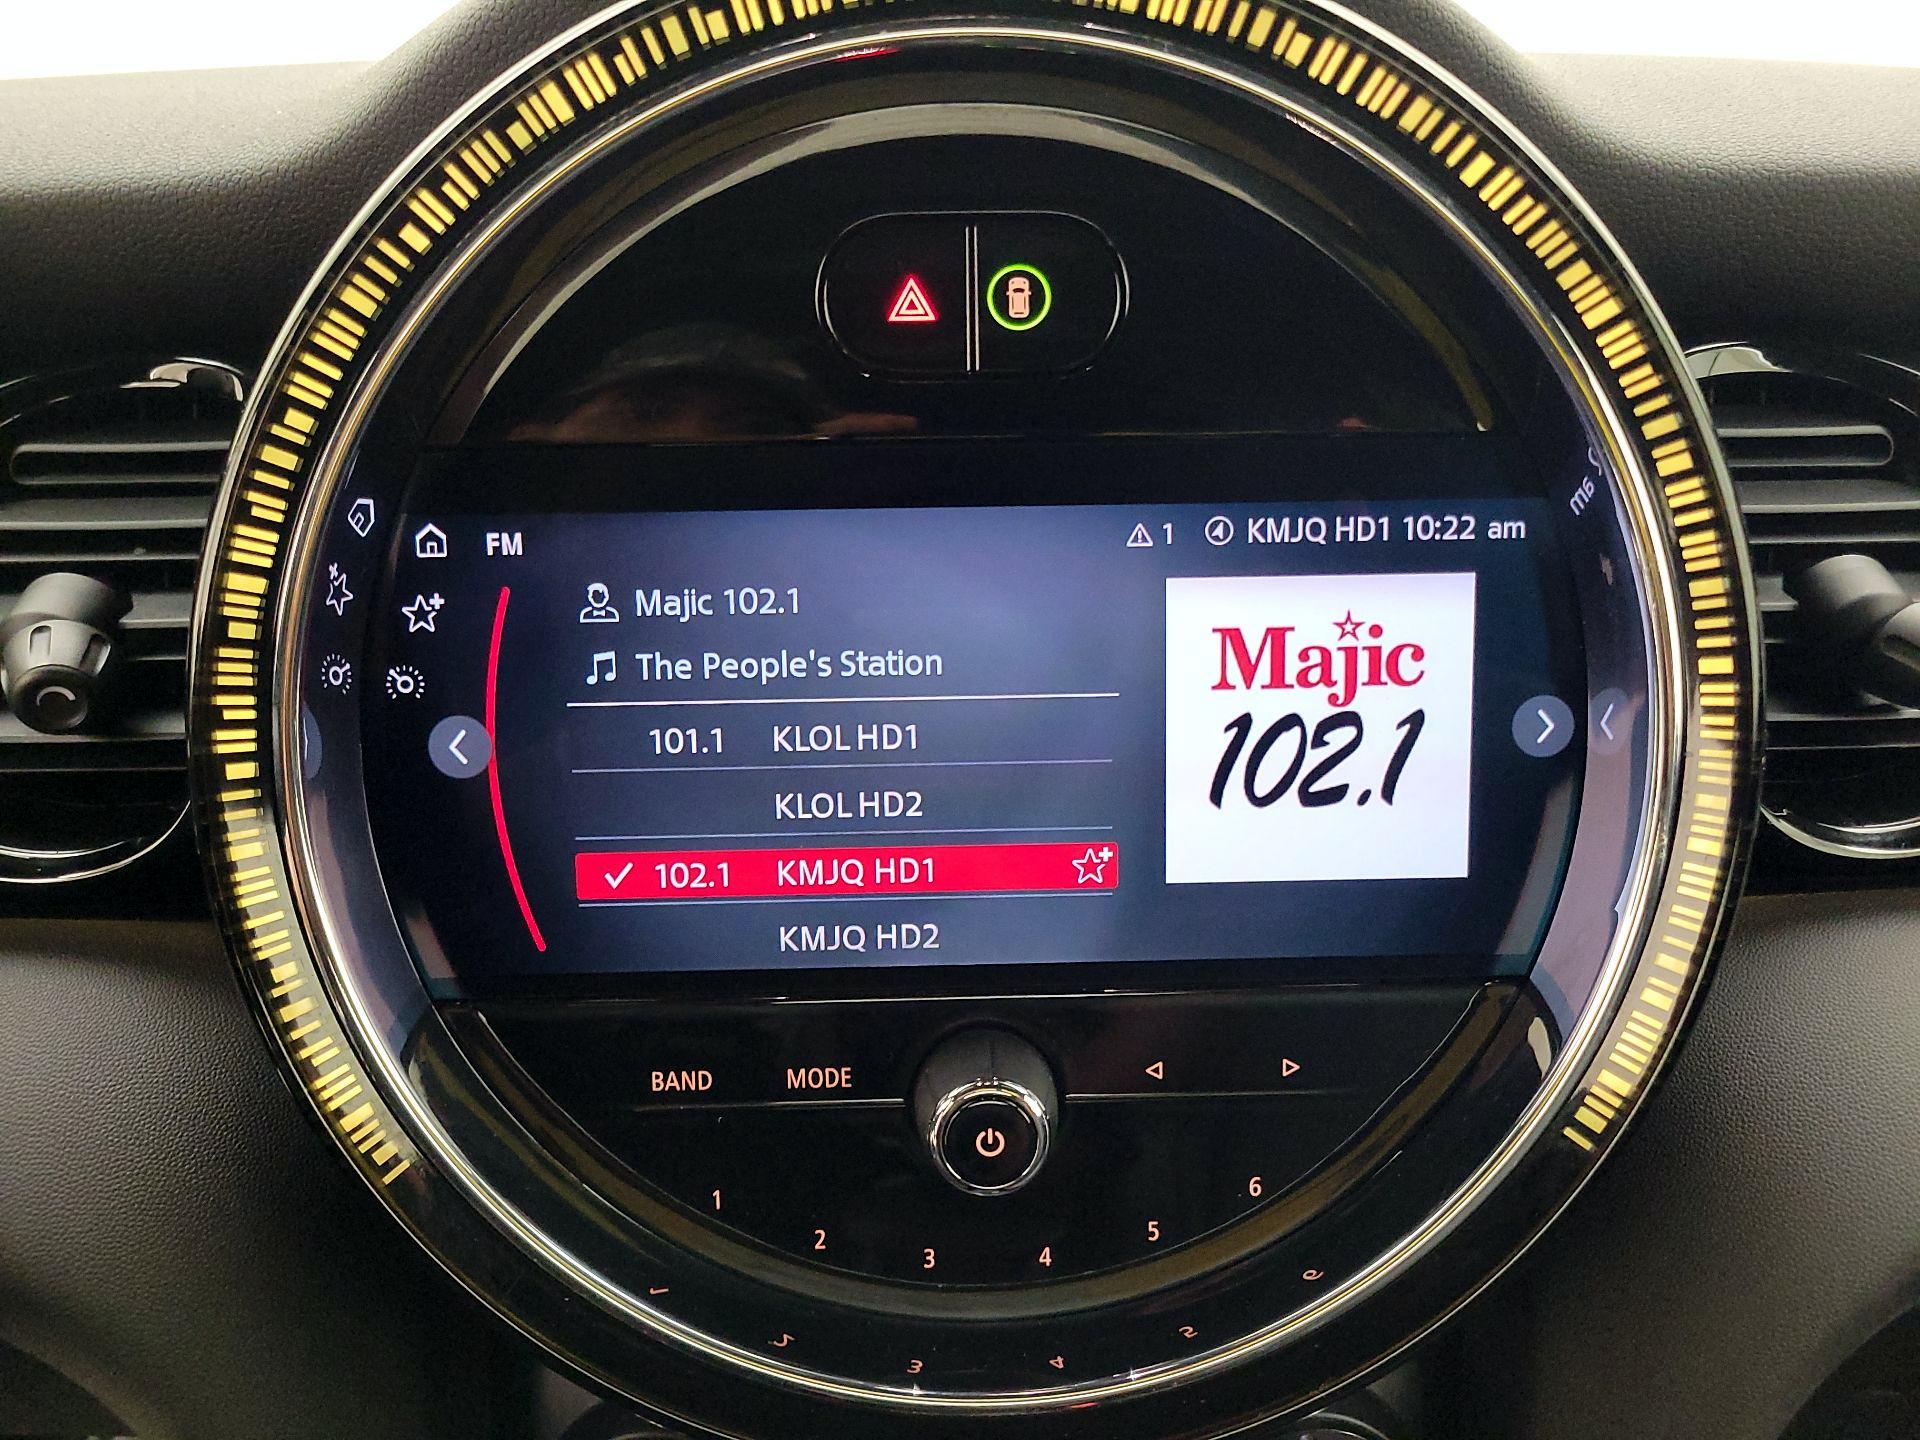 FM
1 KMJQ HD1 10:22 am
Majic 102.1
The People's Station
101.1 KLOL HD1
KLOL HD2
102.1 KMJQ HD1
KMJQ HD2
Majic
102.1
BAND MODE
1 2 3 4 5 6